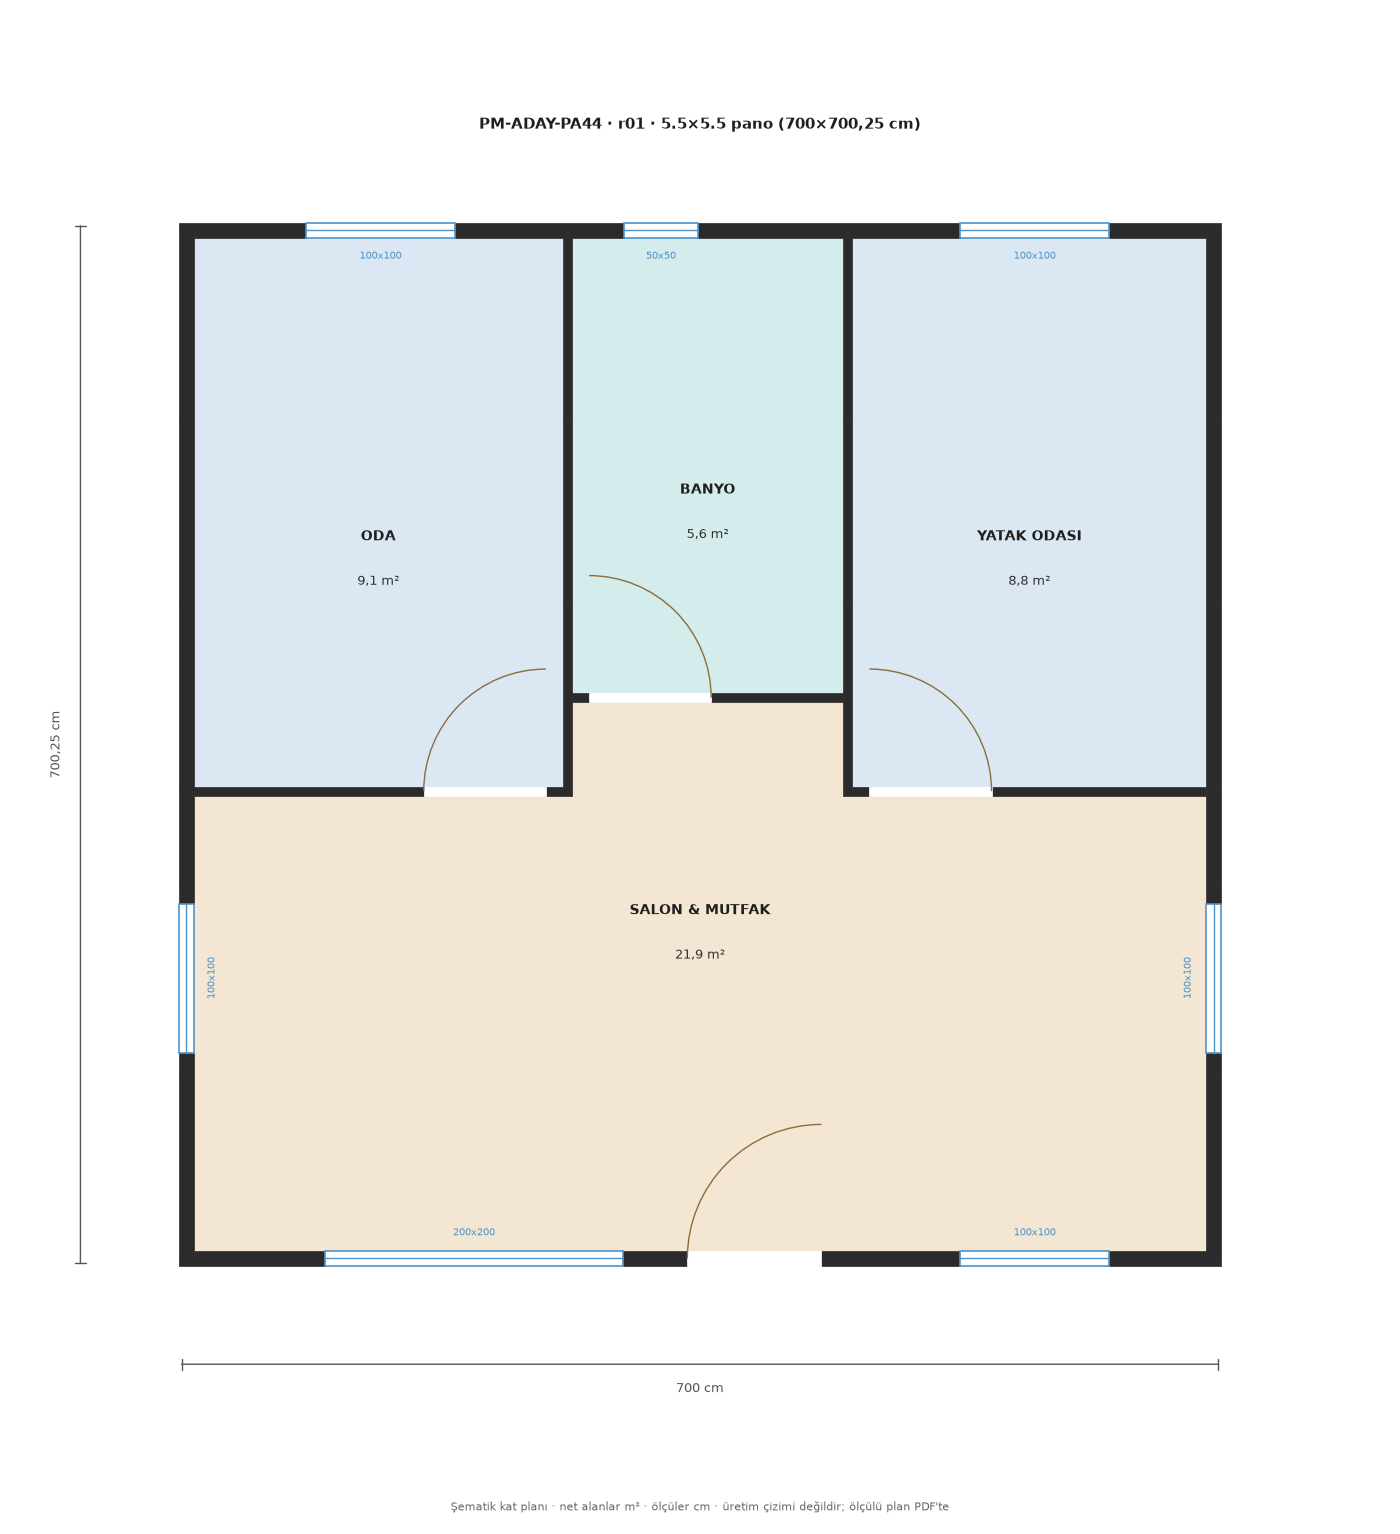 PM-ADAY-PA44 · r01 · 5.5×5.5 pano (700×700,25 cm)
100x100
50x50
100x100
BANYO
5,6 m²
ODA
9,1 m²
YATAK ODASI
8,8 m²
700,25 cm
SALON & MUTFAK
21,9 m²
100x100
100x100
200x200
100x100
700 cm
Şematik kat planı · net alanlar m² · ölçüler cm · üretim çizimi değildir; ölçülü plan PDF'te